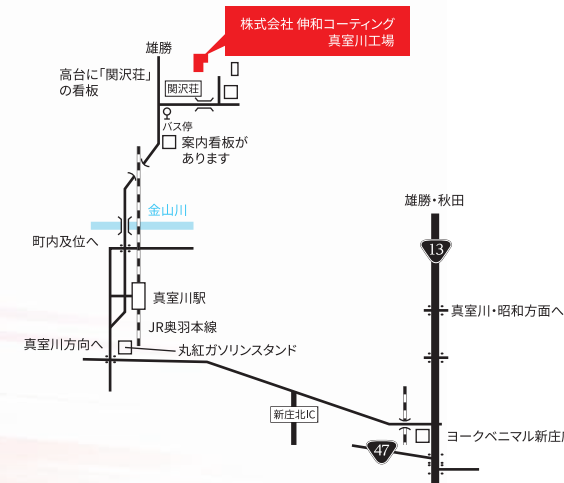 株式会社 伸和コーティング
真室川工場
雄勝
高台に「関沢荘」
の看板
関沢荘
バス停
案内看板が
あります
金山川
雄勝・秋田
町内及位へ
13
真室川駅
真室川・昭和方面へ
JR奥羽本線
真室川方向へ
丸紅ガソリンスタンド
新庄北IC
ヨークベニマル新庄店
47